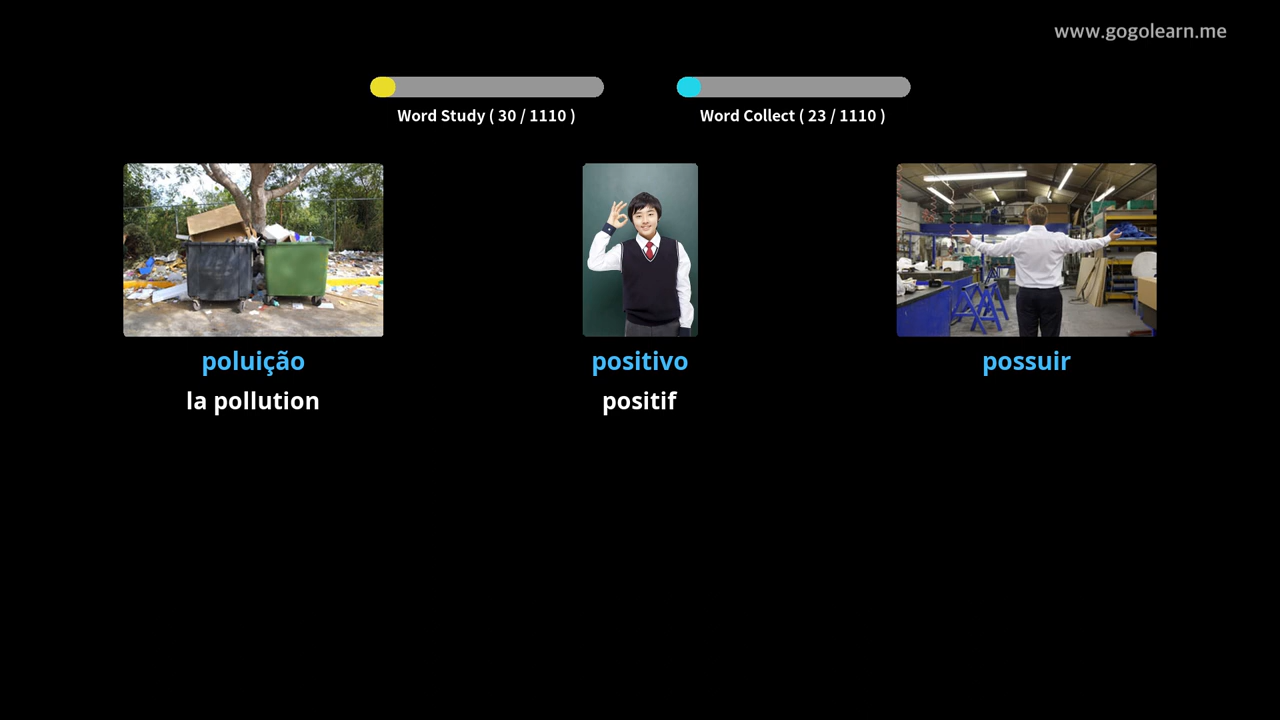 www.gogolearn.me
Word Study ( 30 / 1110 )
Word Collect ( 23 / 1110 )
poluição
la pollution
positivo
positif
possuir